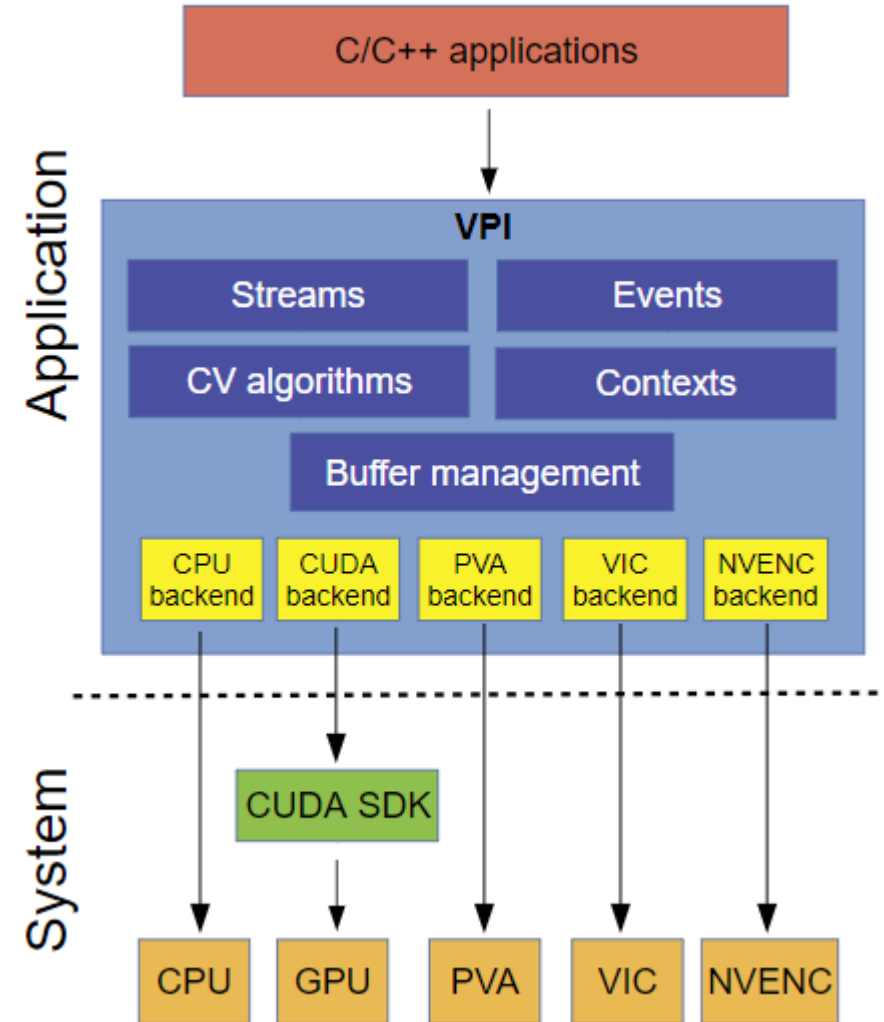 C/C++ applications
Application
VPI
Streams
Events
CV algorithms
Contexts
Buffer management
CPU
backend
CUDA
backend
PVA
backend
VIC
backend
NVENC
backend
System
CUDA SDK
CPU
GPU
PVA
VIC
NVENC